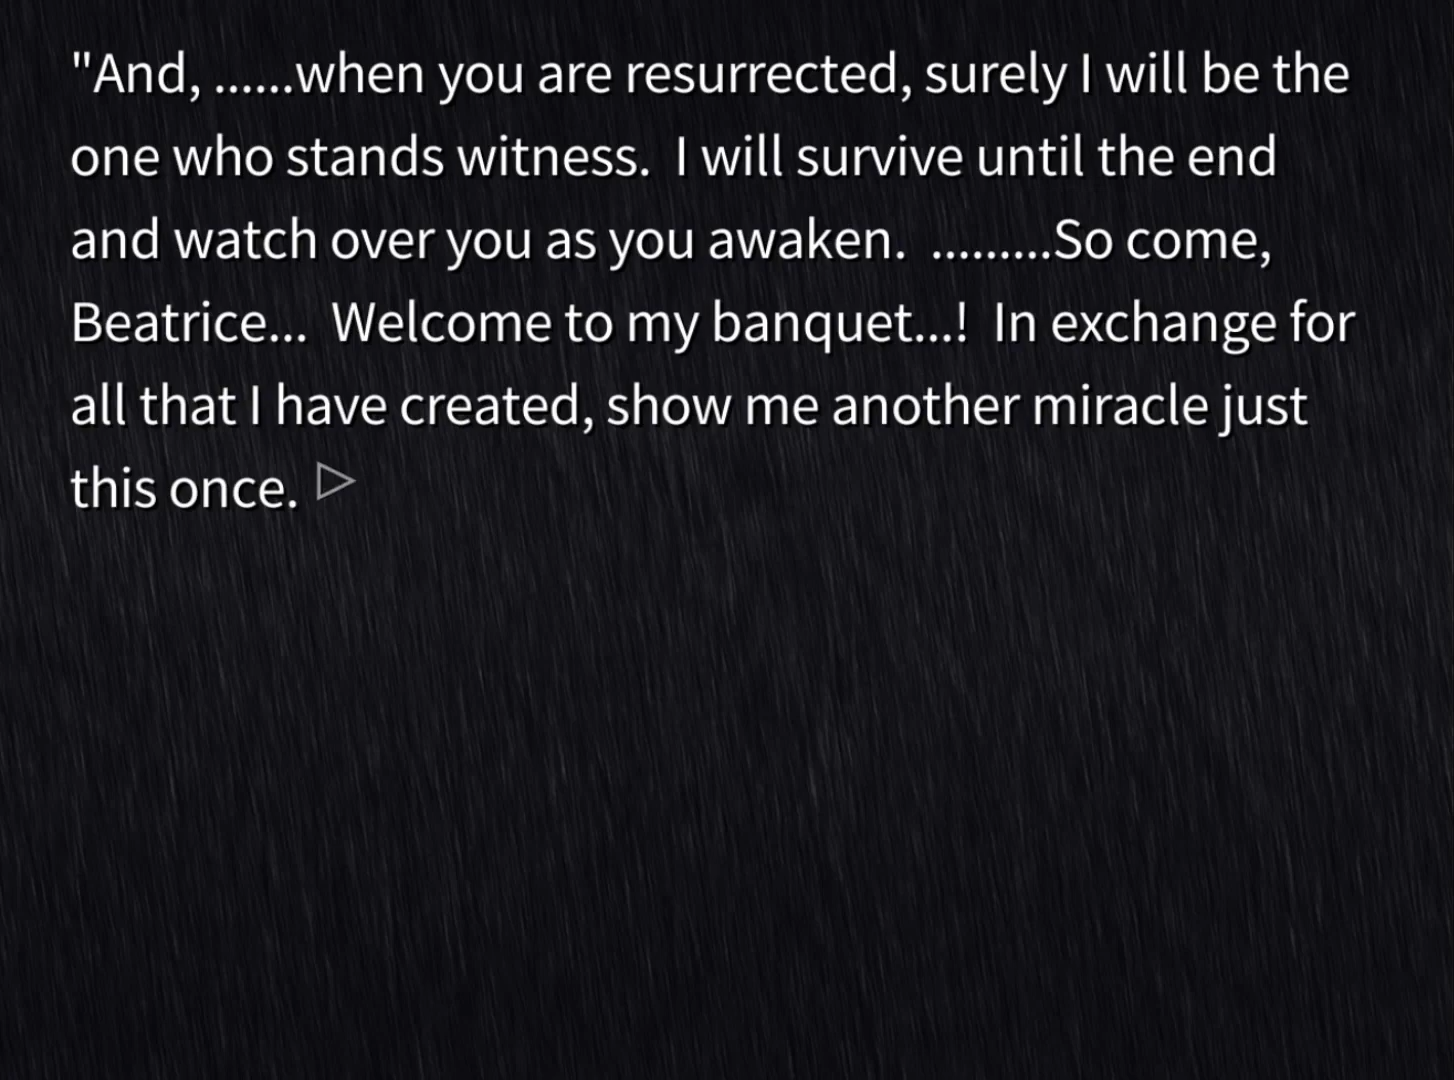 "And, ......when you are resurrected, surely I will be the
one who stands witness.  I will survive until the end
and watch over you as you awaken.  .........So come,
Beatrice...  Welcome to my banquet...!  In exchange for
all that I have created, show me another miracle just
this once.